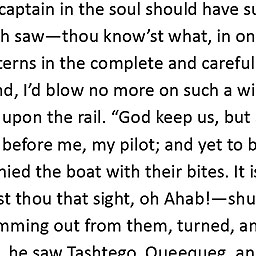 captain in the soul should have su
h saw—thou know’st what, in on
terns in the complete and careful
nd, I’d blow no more on such a wi
upon the rail. “God keep us, but
before me, my pilot; and yet to b
nied the boat with their bites. It is
st thou that sight, oh Ahab!—shu
mming out from them, turned, an
he saw Tashtego, Queequeg, an